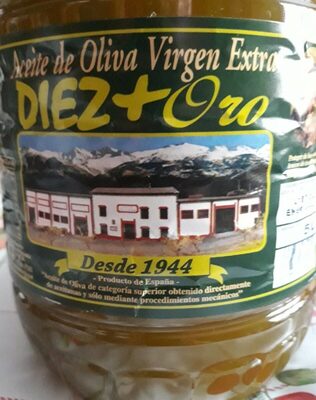 Aceite de Oliva Virgen Extra
DIEZ+Oro
Desde 1944
- Producto de España -
"Aceite de Oliva de categoría superior obtenido directamente
de aceitunas y sólo mediante procedimientos mecánicos"
5L